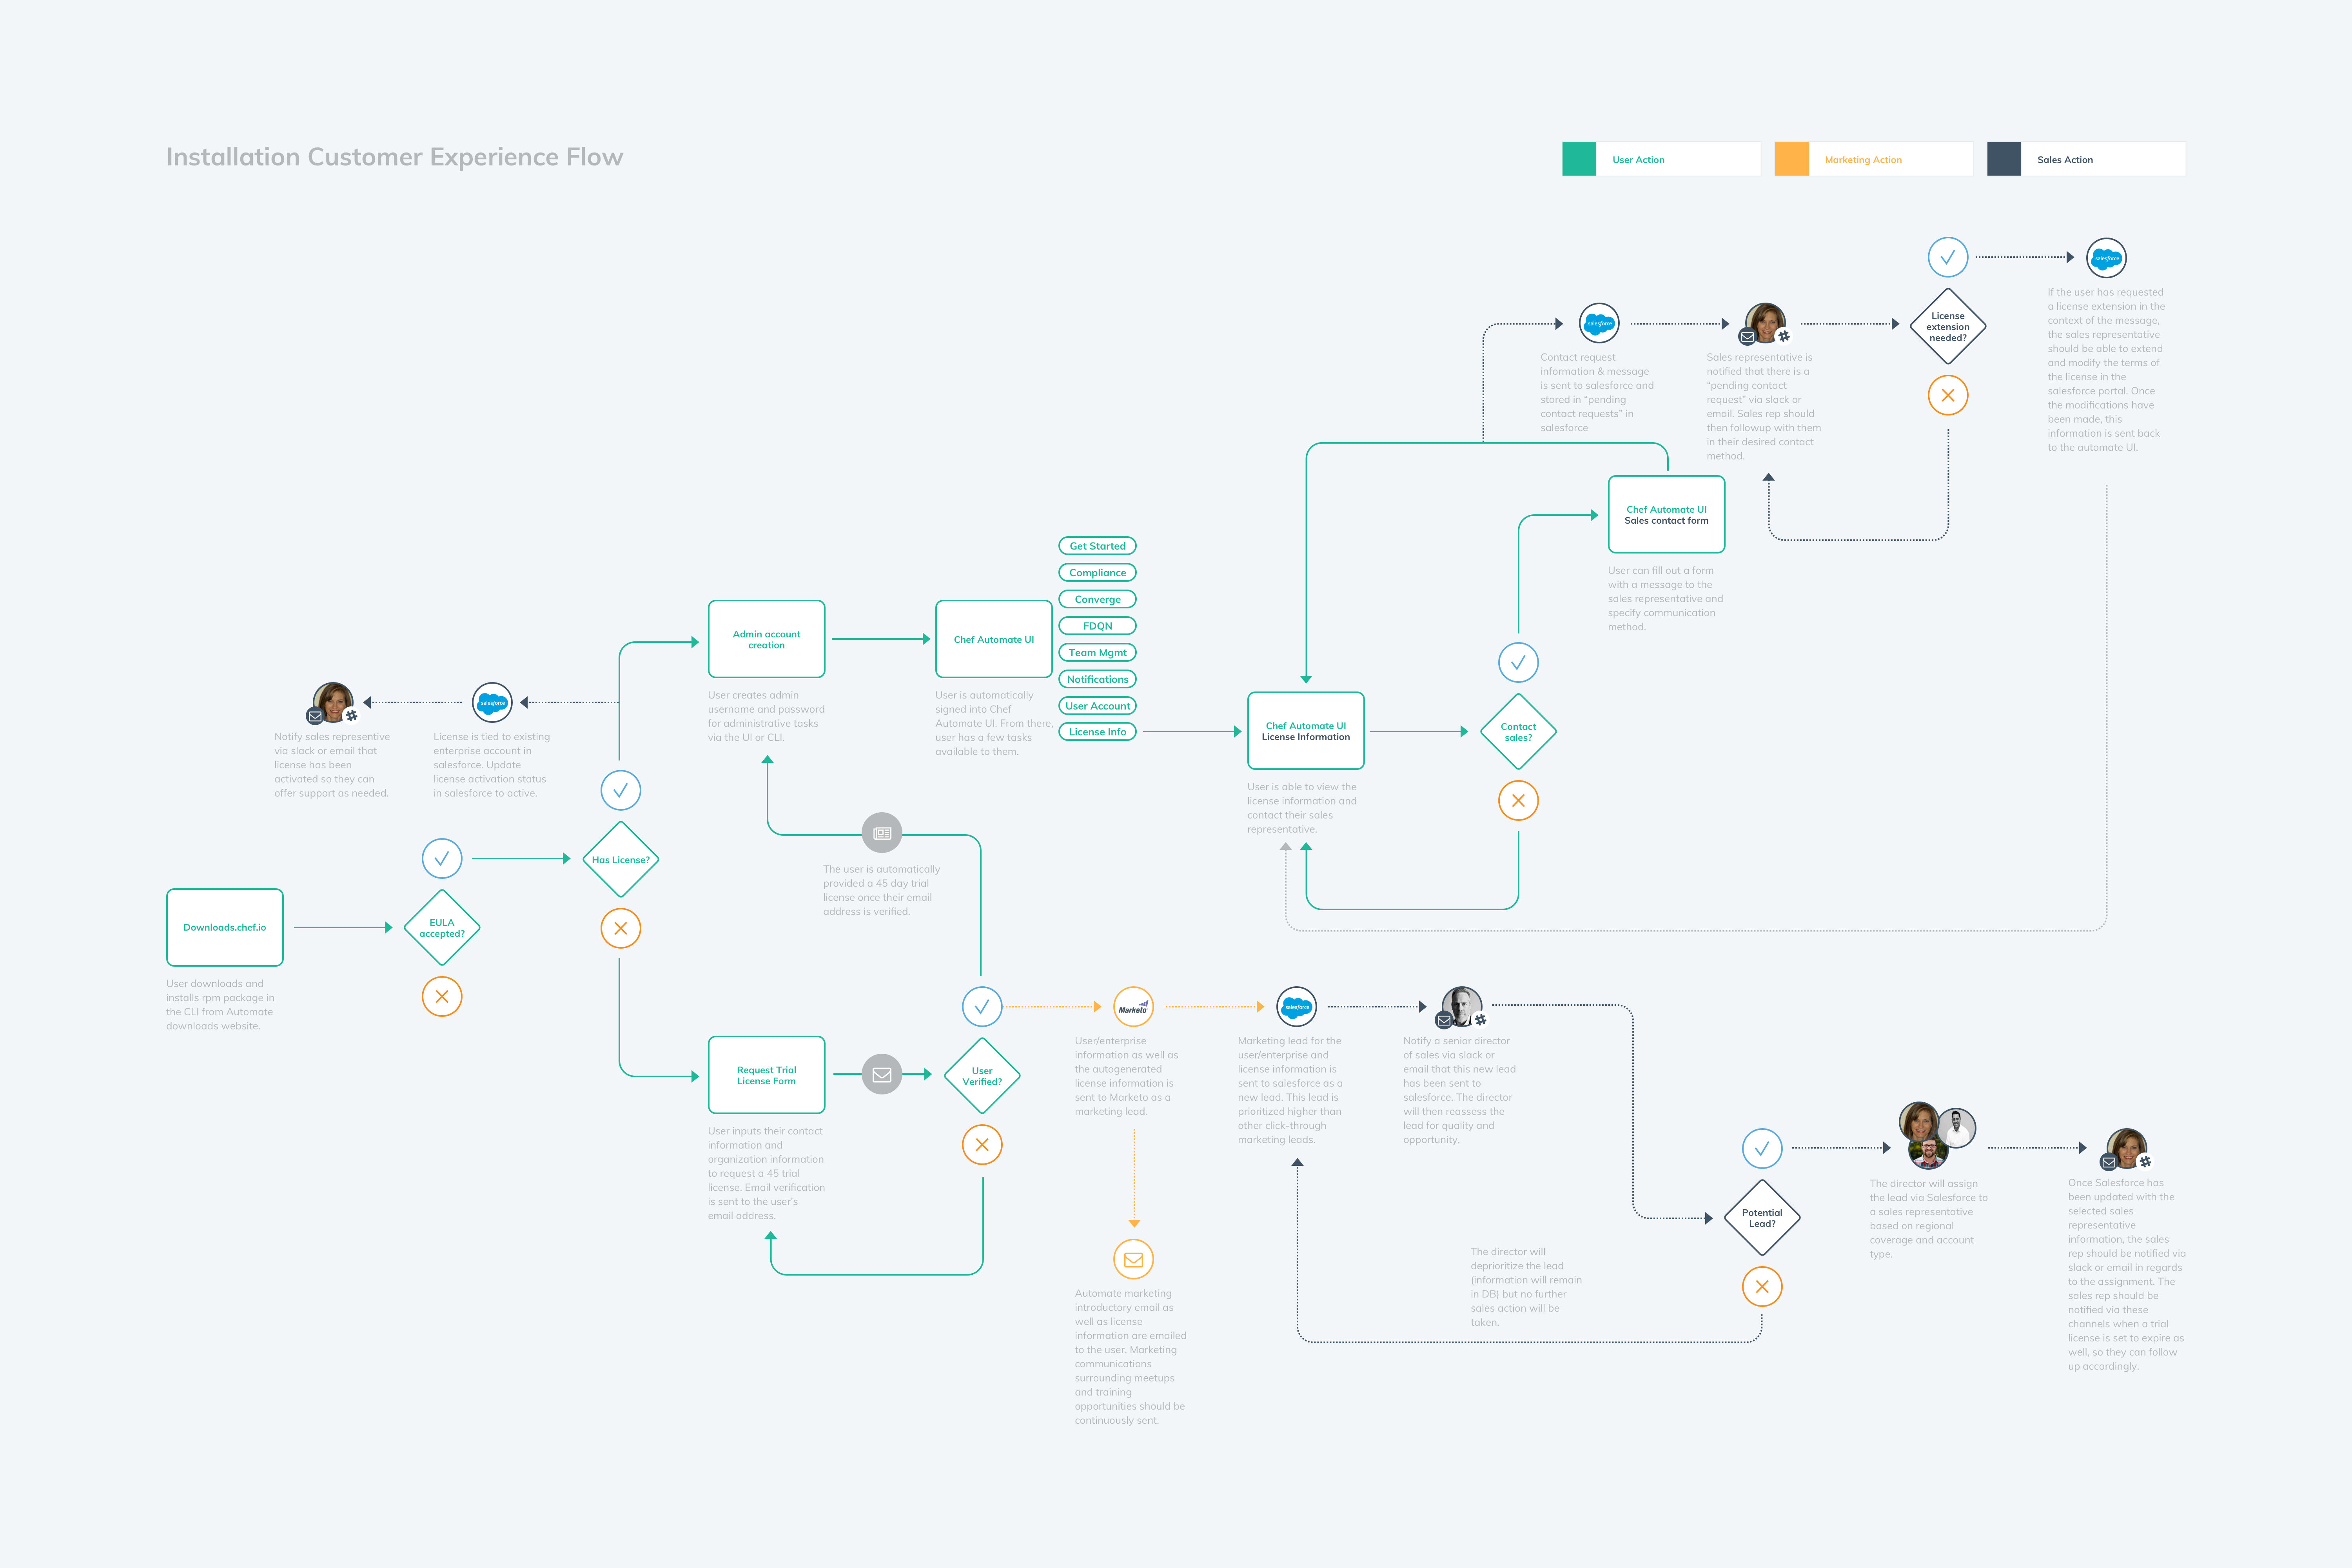 Installation Customer Experience Flow
User Action
Marketing Action
Sales Action
salesforce
If the user has requested
a license extension in the
context of the message,
the sales representative
should be able to extend
and modify the terms of
the license in the
salesforce portal. Once
the modifications have
been made, this
information is sent back
to the automate UI.
License
extension
needed?
salesforce
Contact request
information & message
is sent to salesforce and
stored in “pending
contact requests” in
salesforce
Sales representative is
notified that there is a
“pending contact
request” via slack or
email. Sales rep should
then followup with them
in their desired contact
method.
Chef Automate UI
Sales contact form
User can fill out a form
with a message to the
sales representative and
specify communication
method.
Get Started
Compliance
Converge
FDQN
Team Mgmt
Notifications
User Account
License Info
Admin account
creation
User creates admin
username and password
for administrative tasks
via the UI or CLI.
Chef Automate UI
User is automatically
signed into Chef
Automate UI. From there,
user has a few tasks
available to them.
Chef Automate UI
License Information
User is able to view the
license information and
contact their sales
representative.
Contact
sales?
Notify sales representive
via slack or email that
license has been
activated so they can
offer support as needed.
salesforce
License is tied to existing
enterprise account in
salesforce. Update
license activation status
in salesforce to active.
Has License?
The user is automatically
provided a 45 day trial
license once their email
address is verified.
Downloads.chef.io
User downloads and
installs rpm package in
the CLI from Automate
downloads website.
EULA
accepted?
Request Trial
License Form
User inputs their contact
information and
organization information
to request a 45 trial
license. Email verification
is sent to the user's
email address.
User
Verified?
Marketo
User/enterprise
information as well as
the autogenerated
license information is
sent to Marketo as a
marketing lead.
salesforce
Marketing lead for the
user/enterprise and
license information is
sent to salesforce as a
new lead. This lead is
prioritized higher than
other click-through
marketing leads.
Notify a senior director
of sales via slack or
email that this new lead
has been sent to
salesforce. The director
will then reassess the
lead for quality and
opportunity.
Automate marketing
introductory email as
well as license
information are emailed
to the user. Marketing
communications
surrounding meetups
and training
opportunities should be
continuously sent.
The director will
deprioritize the lead
(information will remain
in DB) but no further
sales action will be
taken.
Potential
Lead?
The director will assign
the lead via Salesforce to
a sales representative
based on regional
coverage and account
type.
Once Salesforce has
been updated with the
selected sales
representative
information, the sales
rep should be notified via
slack or email in regards
to the assignment. The
sales rep should be
notified via these
channels when a trial
license is set to expire as
well, so they can follow
up accordingly.